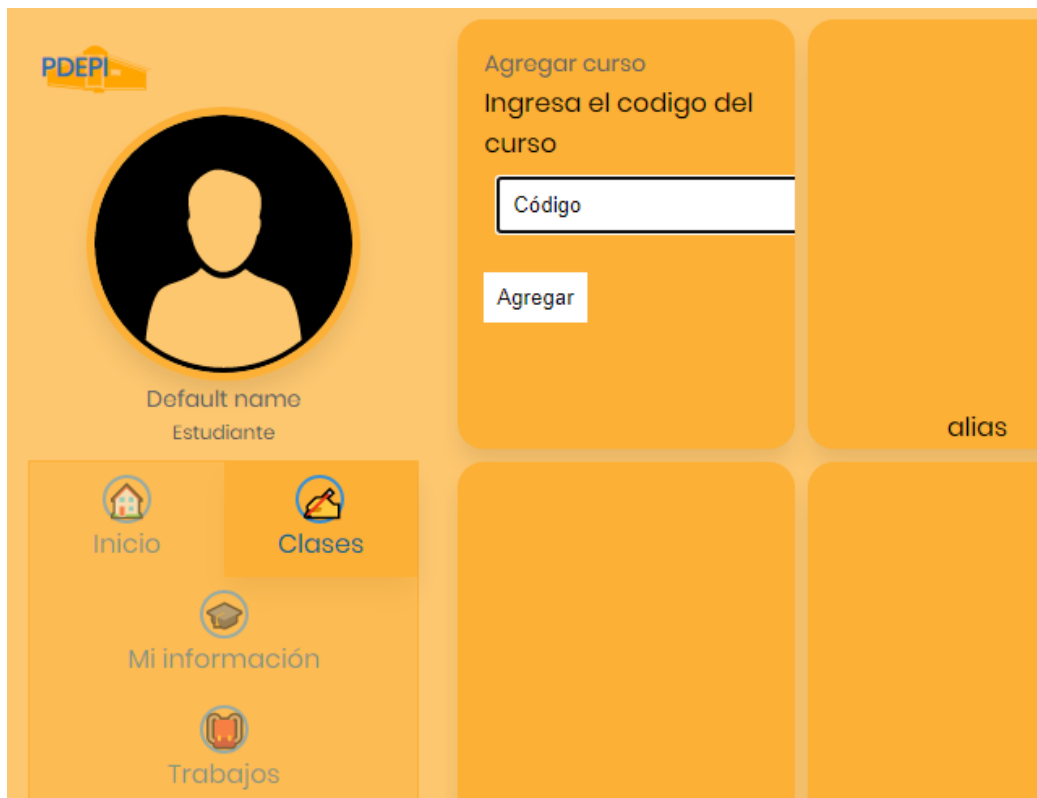 PDEPI
Default name
Estudiante
Inicio
Clases
Mi información
Trabajos
Agregar curso
Ingresa el codigo del
curso
Código
Agregar
alias